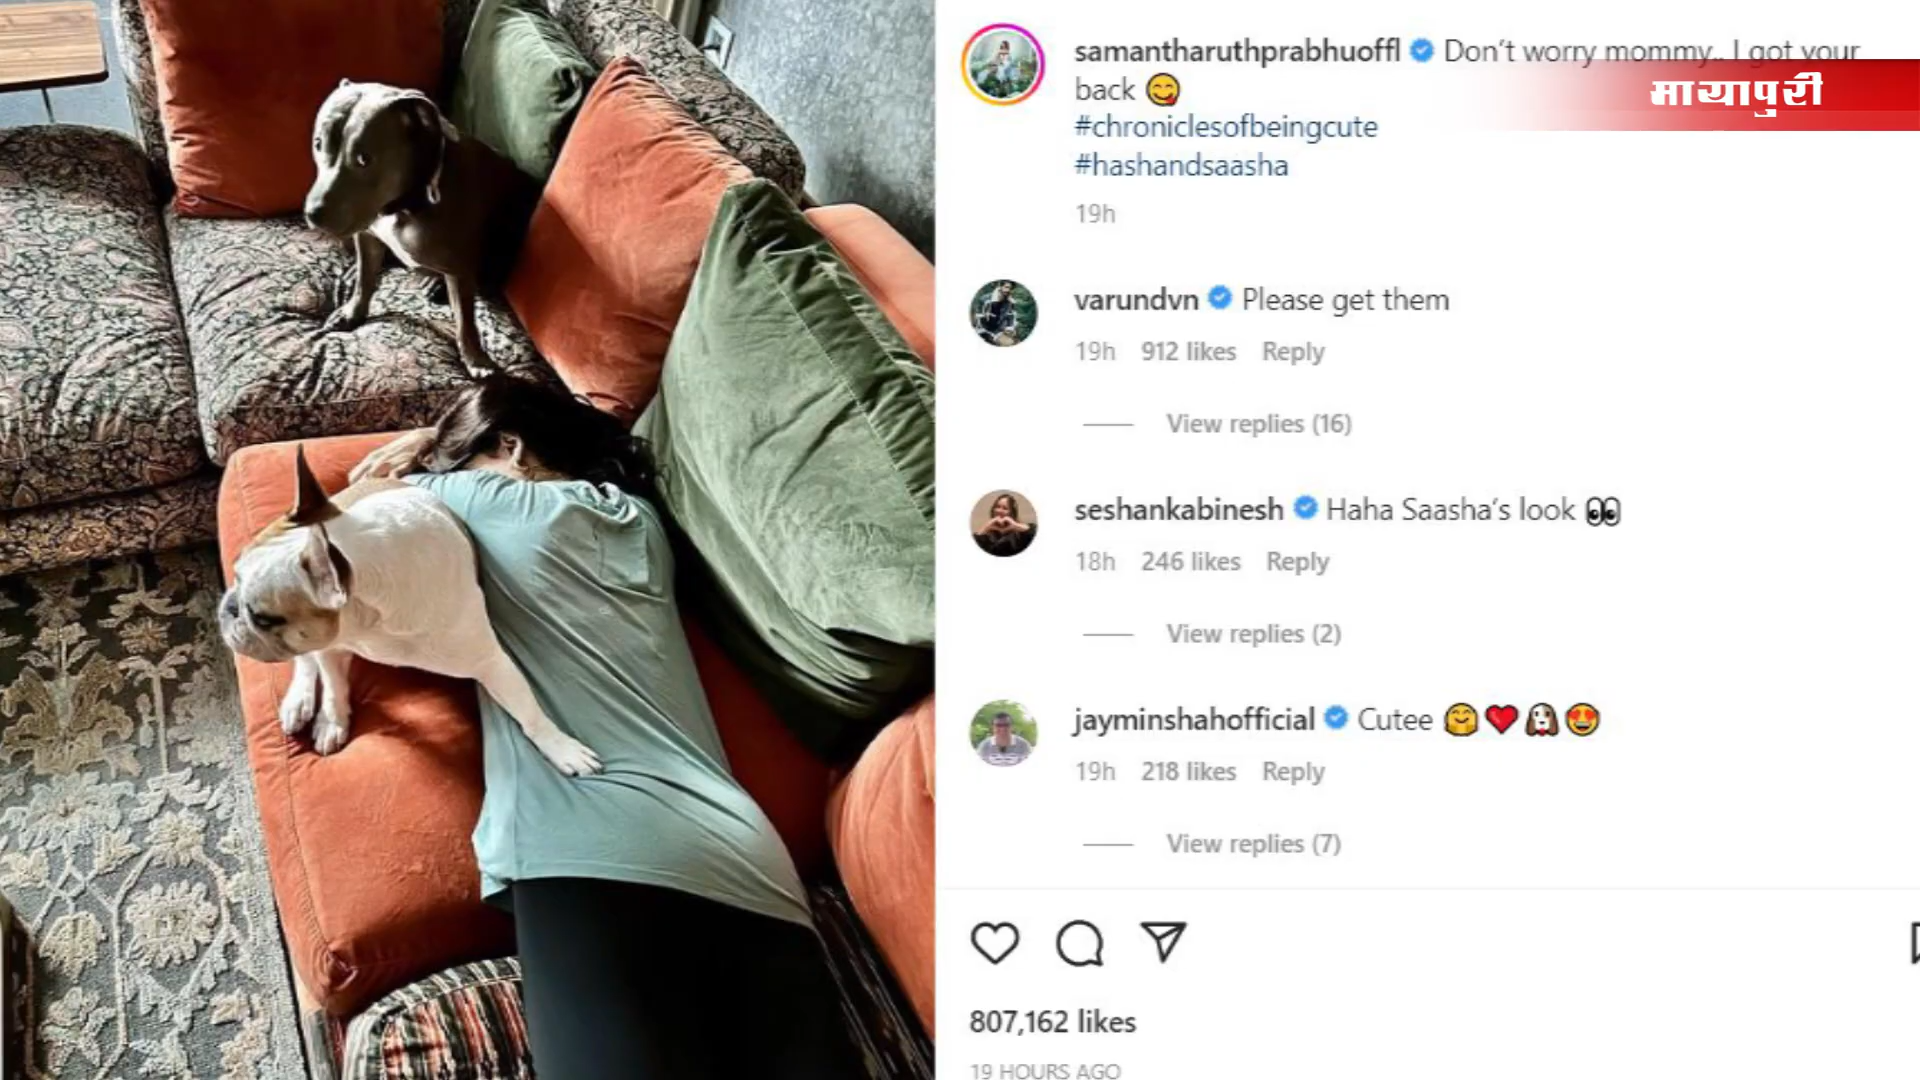 samantharuthprabhuoffl Don't worry mommy.. I got your
back 😋
#chroniclesofbeingcute
#hashandsaasha
19h
मायापुरी
varundvn Please get them
19h 912 likes Reply
View replies (16)
seshankabinesh Haha Saasha's look 👀
18h 246 likes Reply
View replies (2)
jayminshahofficial Cutee 🤗❤️🐶😍
19h 218 likes Reply
View replies (7)
807,162 likes
19 HOURS AGO